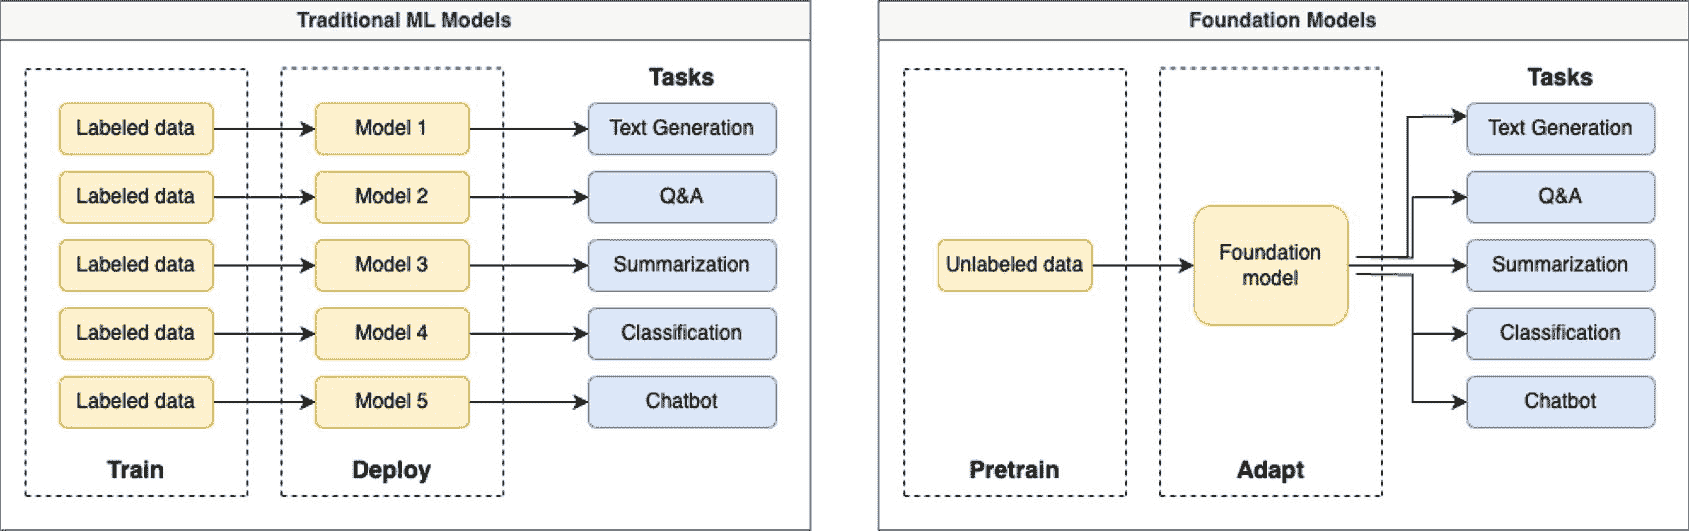 Traditional ML Models
Tasks
Labeled data
Model 1
Text Generation
Labeled data
Model 2
Q&A
Labeled data
Model 3
Summarization
Labeled data
Model 4
Classification
Labeled data
Model 5
Chatbot
Train
Deploy
Foundation Models
Tasks
Text Generation
Q&A
Unlabeled data
Foundation
model
Summarization
Classification
Chatbot
Pretrain
Adapt